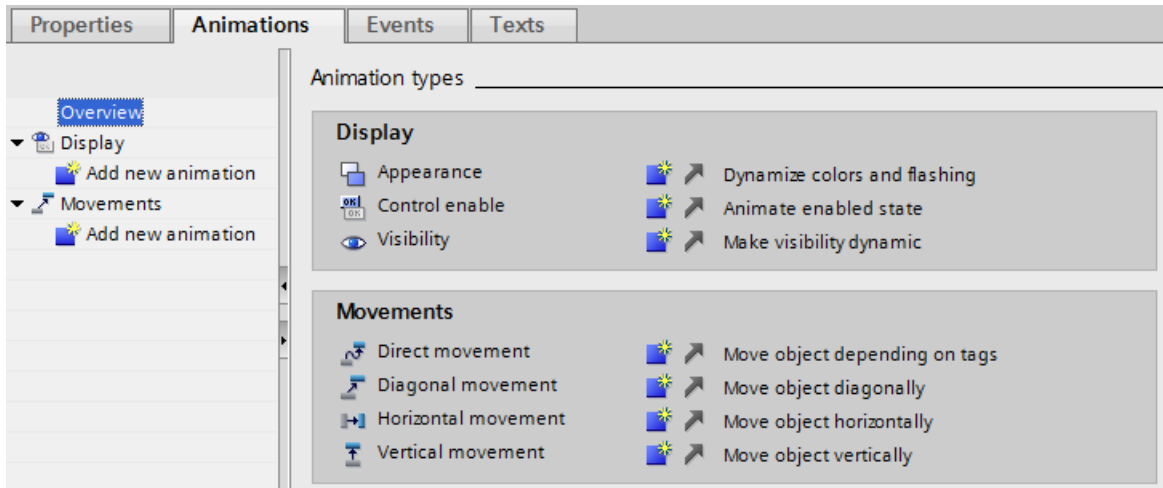 Properties Animations Events Texts
Animation types
Overview
Display
Add new animation
Movements
Add new animation
Display
Appearance Dynamize colors and flashing
Control enable Animate enabled state
Visibility Make visibility dynamic
Movements
Direct movement Move object depending on tags
Diagonal movement Move object diagonally
Horizontal movement Move object horizontally
Vertical movement Move object vertically